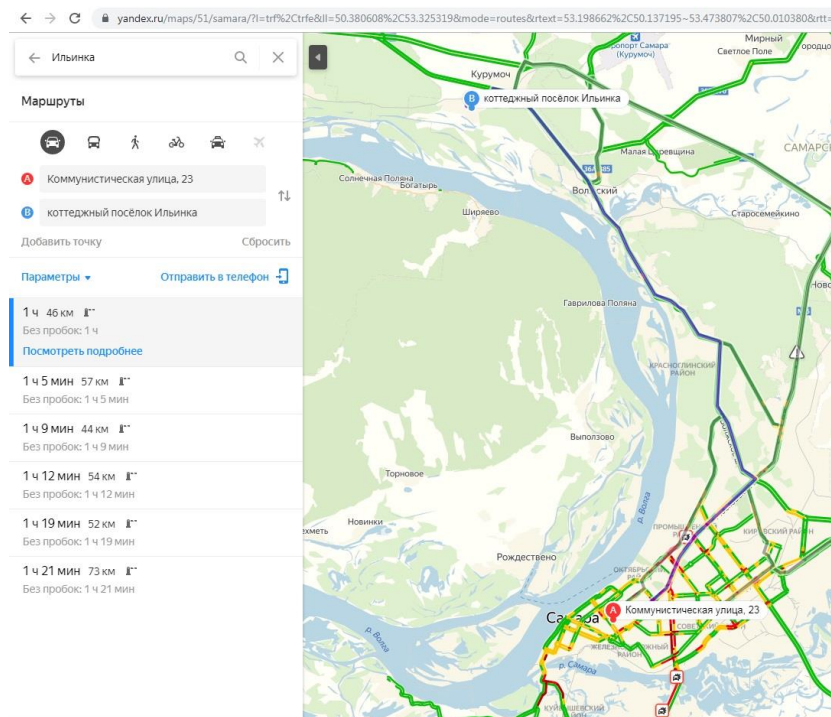 yandex.ru/maps/51/samara/?l=trf%2Ctrfe&ll=50.380608%2C53.325319&mode=routes&rtext=53.198662%2C50.137195~53.473807%2C50.010380&rtt=
Ильинка
Маршруты
A Коммунистическая улица, 23
B коттеджный посёлок Ильинка
Добавить точку Сбросить
Параметры Отправить в телефон
1 ч 46 км
Без пробок: 1 ч
Посмотреть подробнее
1 ч 5 мин 57 км
Без пробок: 1 ч 5 мин
1 ч 9 мин 44 км
Без пробок: 1 ч 9 мин
1 ч 12 мин 54 км
Без пробок: 1 ч 12 мин
1 ч 19 мин 52 км
Без пробок: 1 ч 19 мин
1 ч 21 мин 73 км
Без пробок: 1 ч 21 мин
Мирный
Самара
(Курумоч)
Светлое Поле
Курумоч
B коттеджный посёлок Ильинка
Солнечная Поляна
Богатырь
Ширяево
Старосемейкино
Гаврилова Поляна
КРАСНОГЛИНСКИЙ
РАЙОН
Выползово
Торновое
р. Волга
Новинки
Рождествено
A Коммунистическая улица, 23
р. Волга
р. Самара